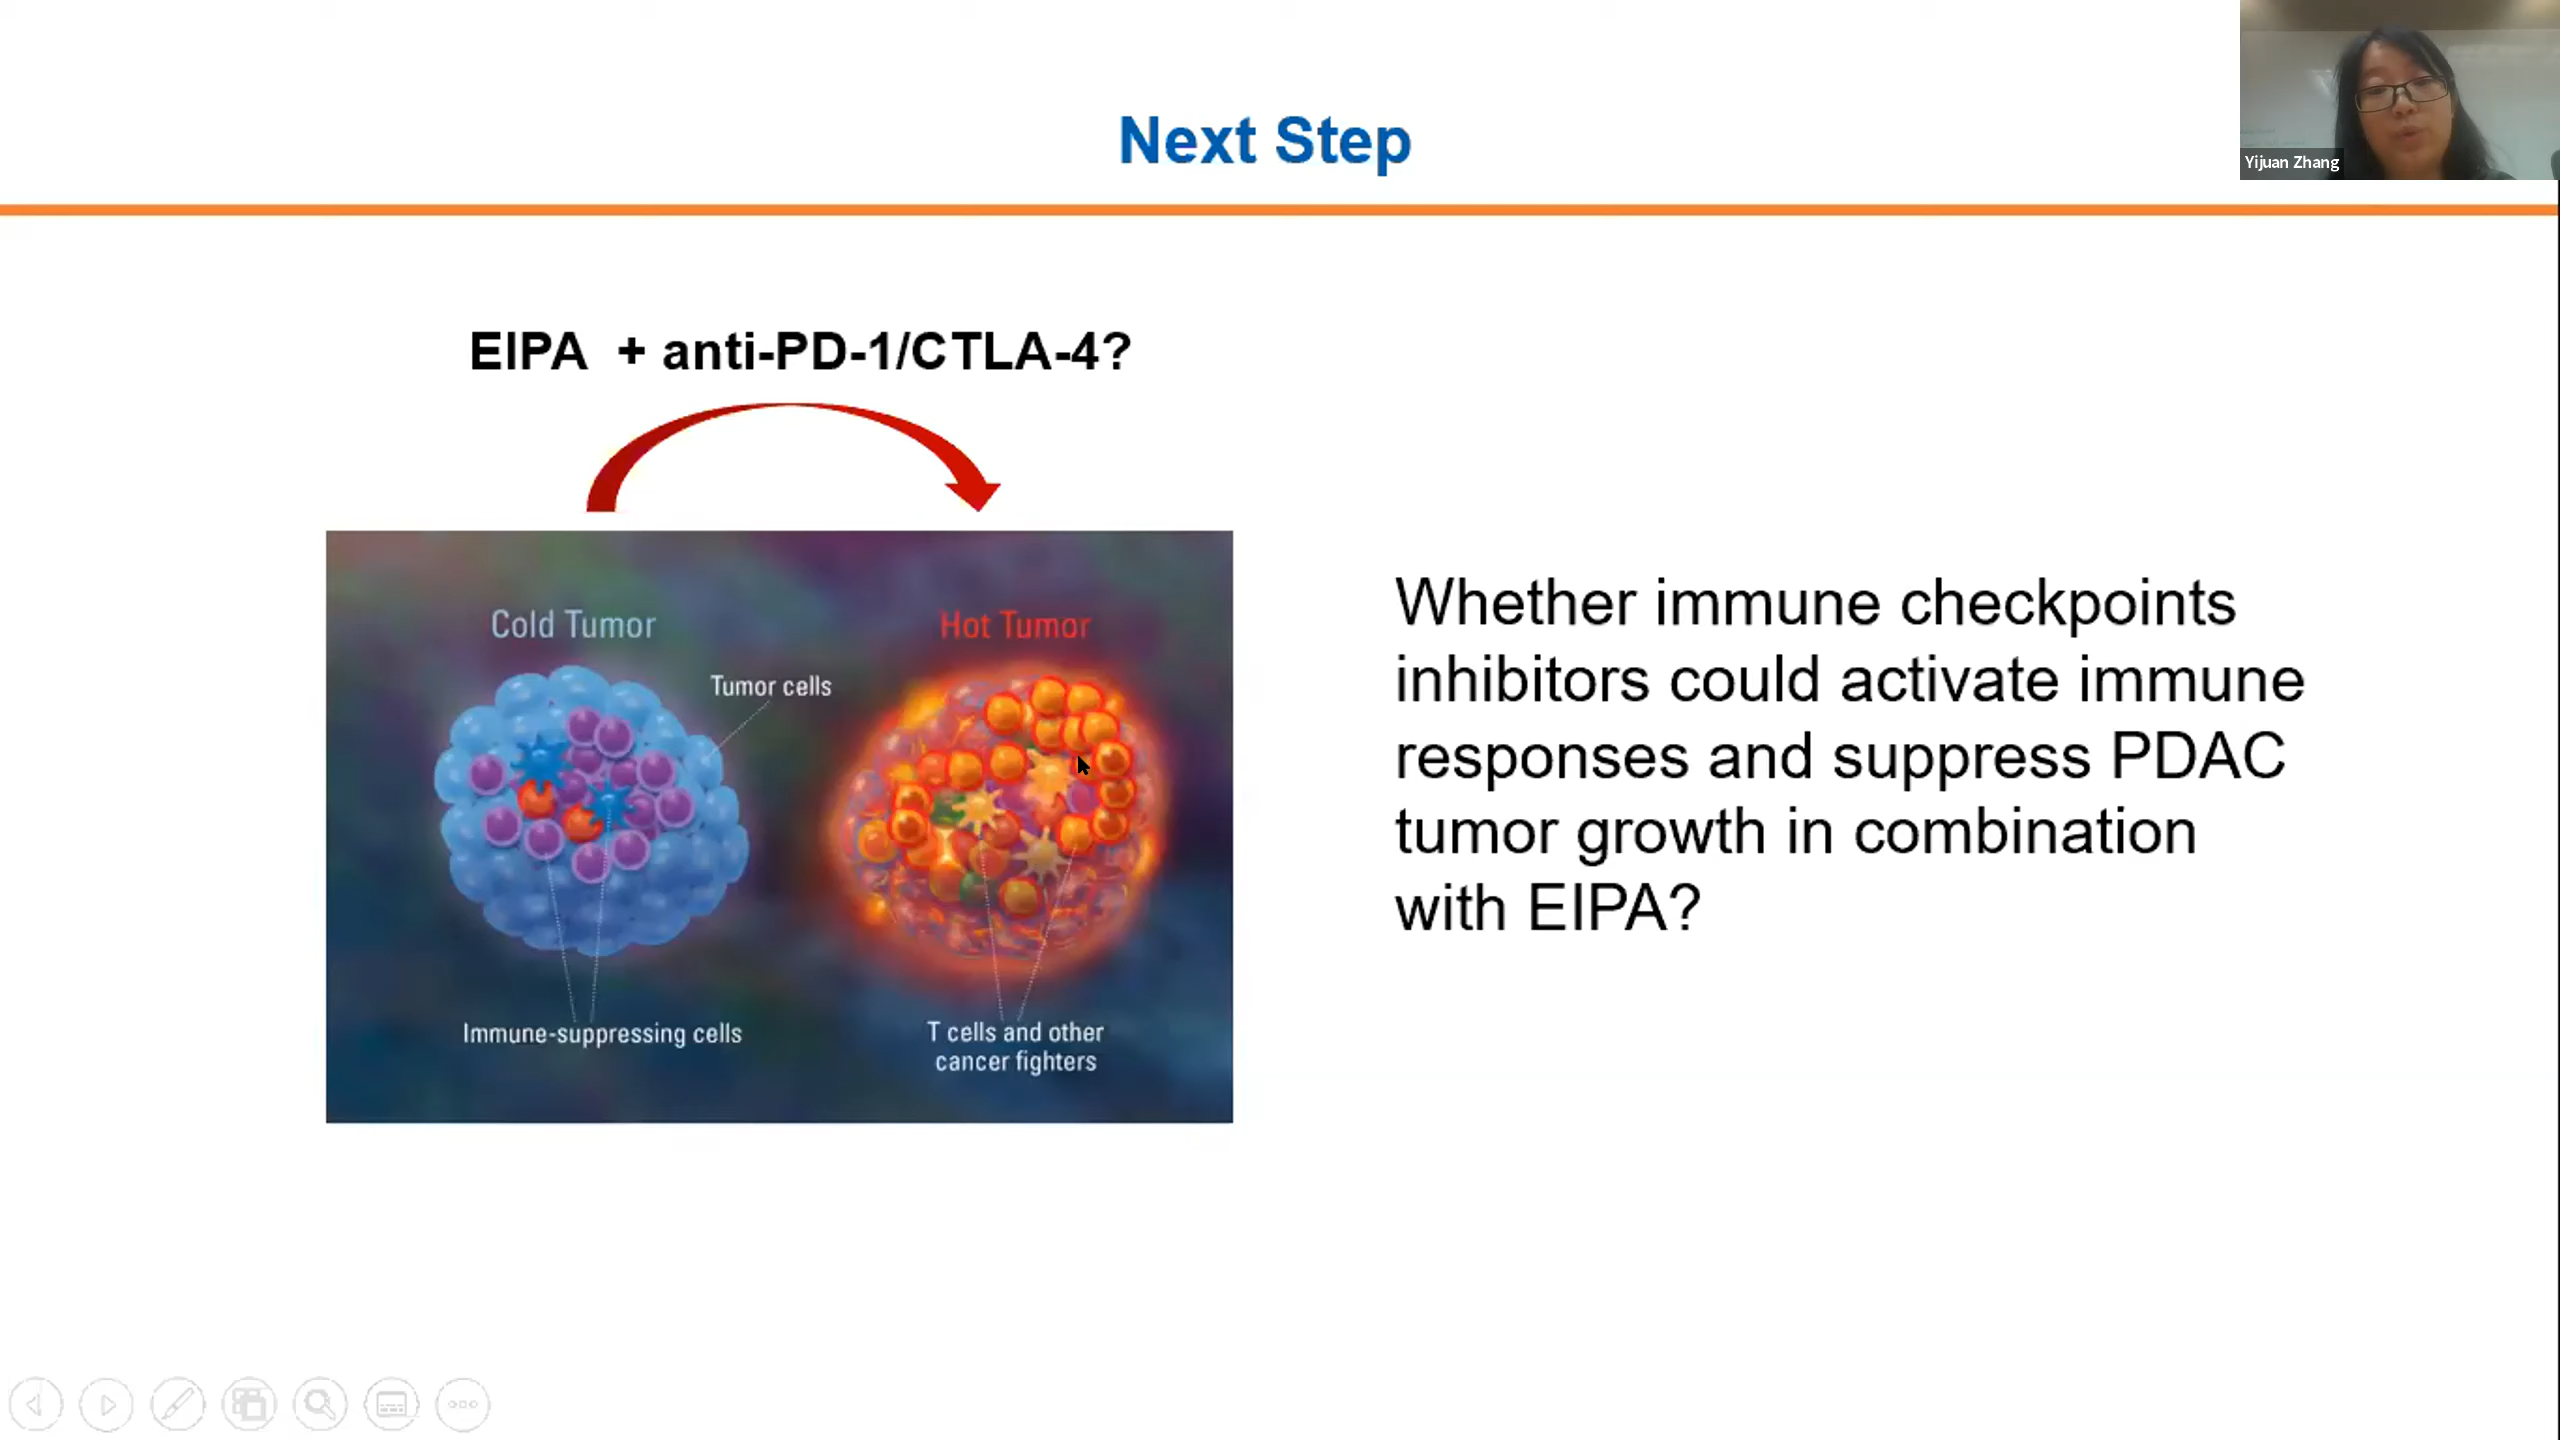 Next Step
Yijuan Zhang
EIPA + anti-PD-1/CTLA-4?
Cold Tumor
Hot Tumor
Tumor cells
Immune-suppressing cells
T cells and other
cancer fighters
Whether immune checkpoints
inhibitors could activate immune
responses and suppress PDAC
tumor growth in combination
with EIPA?